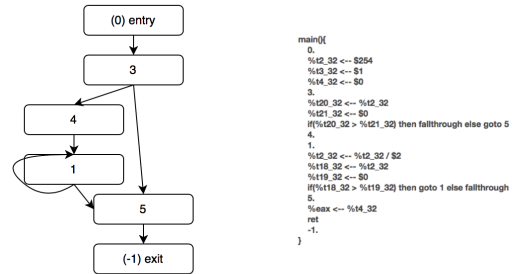 (0) entry
3
4
1
5
(-1) exit
main(){
0.
%t2_32 <-- $254
%t3_32 <-- $1
%t4_32 <-- $0
3.
%t20_32 <-- %t2_32
%t21_32 <-- $0
if(%t20_32 > %t21_32) then fallthrough else goto 5
4.
1.
%t2_32 <-- %t2_32 / $2
%t18_32 <-- %t2_32
%t19_32 <-- $0
if(%t18_32 > %t19_32) then goto 1 else fallthrough
5.
%eax <-- %t4_32
ret
-1.
}